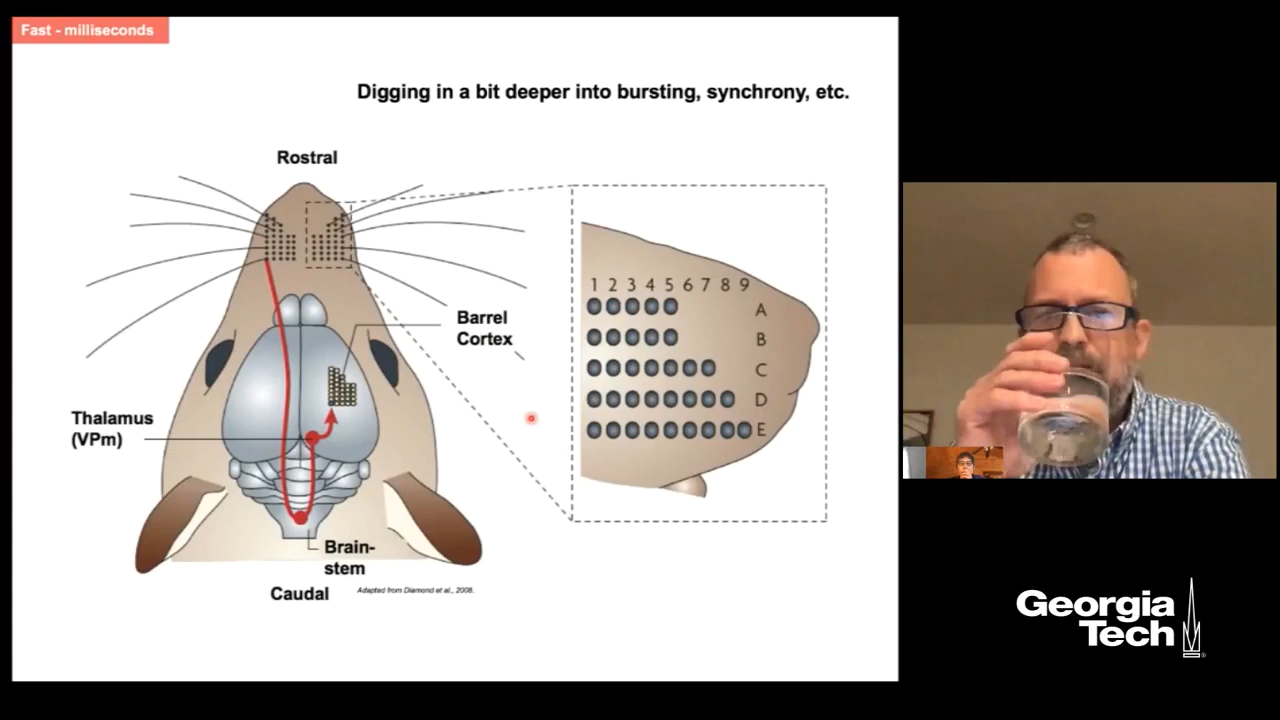 Fast - milliseconds
Digging in a bit deeper into bursting, synchrony, etc.
Rostral
1 2 3 4 5 6 7 8 9
A
B
C
D
E
Barrel
Cortex
Thalamus
(VPm)
Brain-
stem
Caudal
Adapted from Diamond et al., 2008.
Georgia
Tech